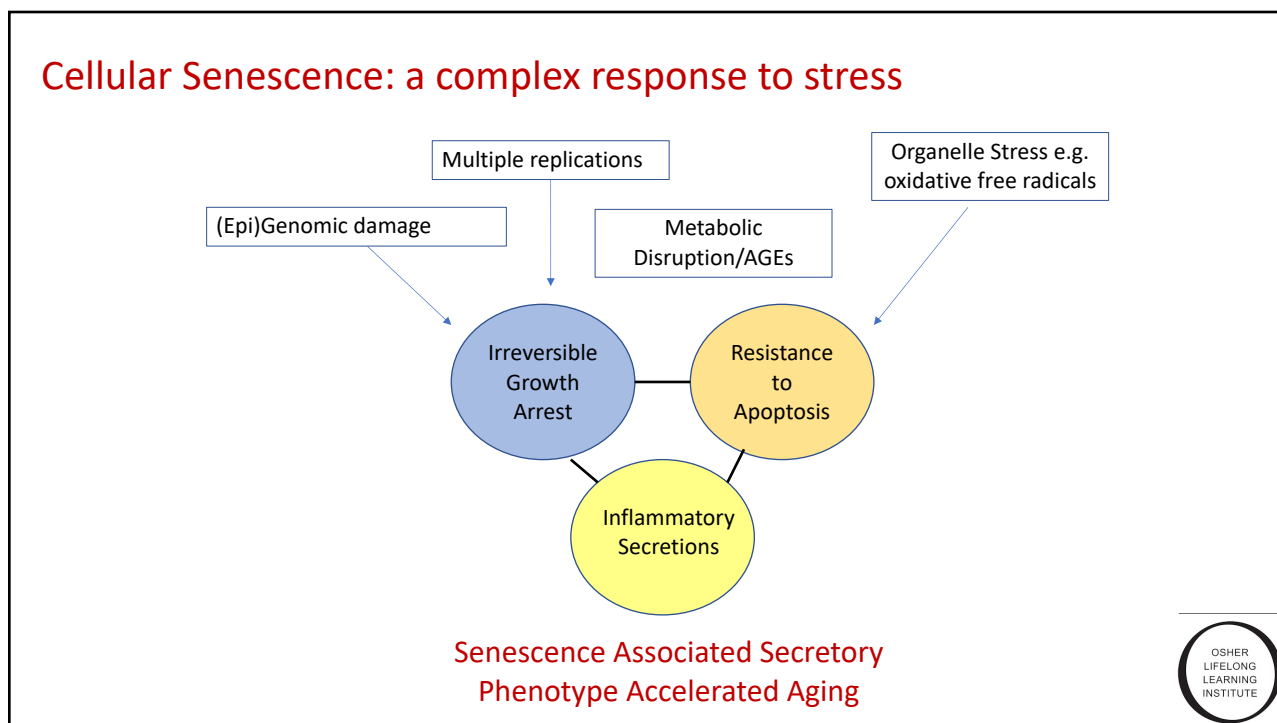 Cellular Senescence: a complex response to stress
Multiple replications
Organelle Stress e.g.
oxidative free radicals
(Epi)Genomic damage
Metabolic
Disruption/AGEs
Irreversible
Growth
Arrest
Resistance
to
Apoptosis
Inflammatory
Secretions
Senescence Associated Secretory
Phenotype Accelerated Aging
OSHER
LIFELONG
LEARNING
INSTITUTE